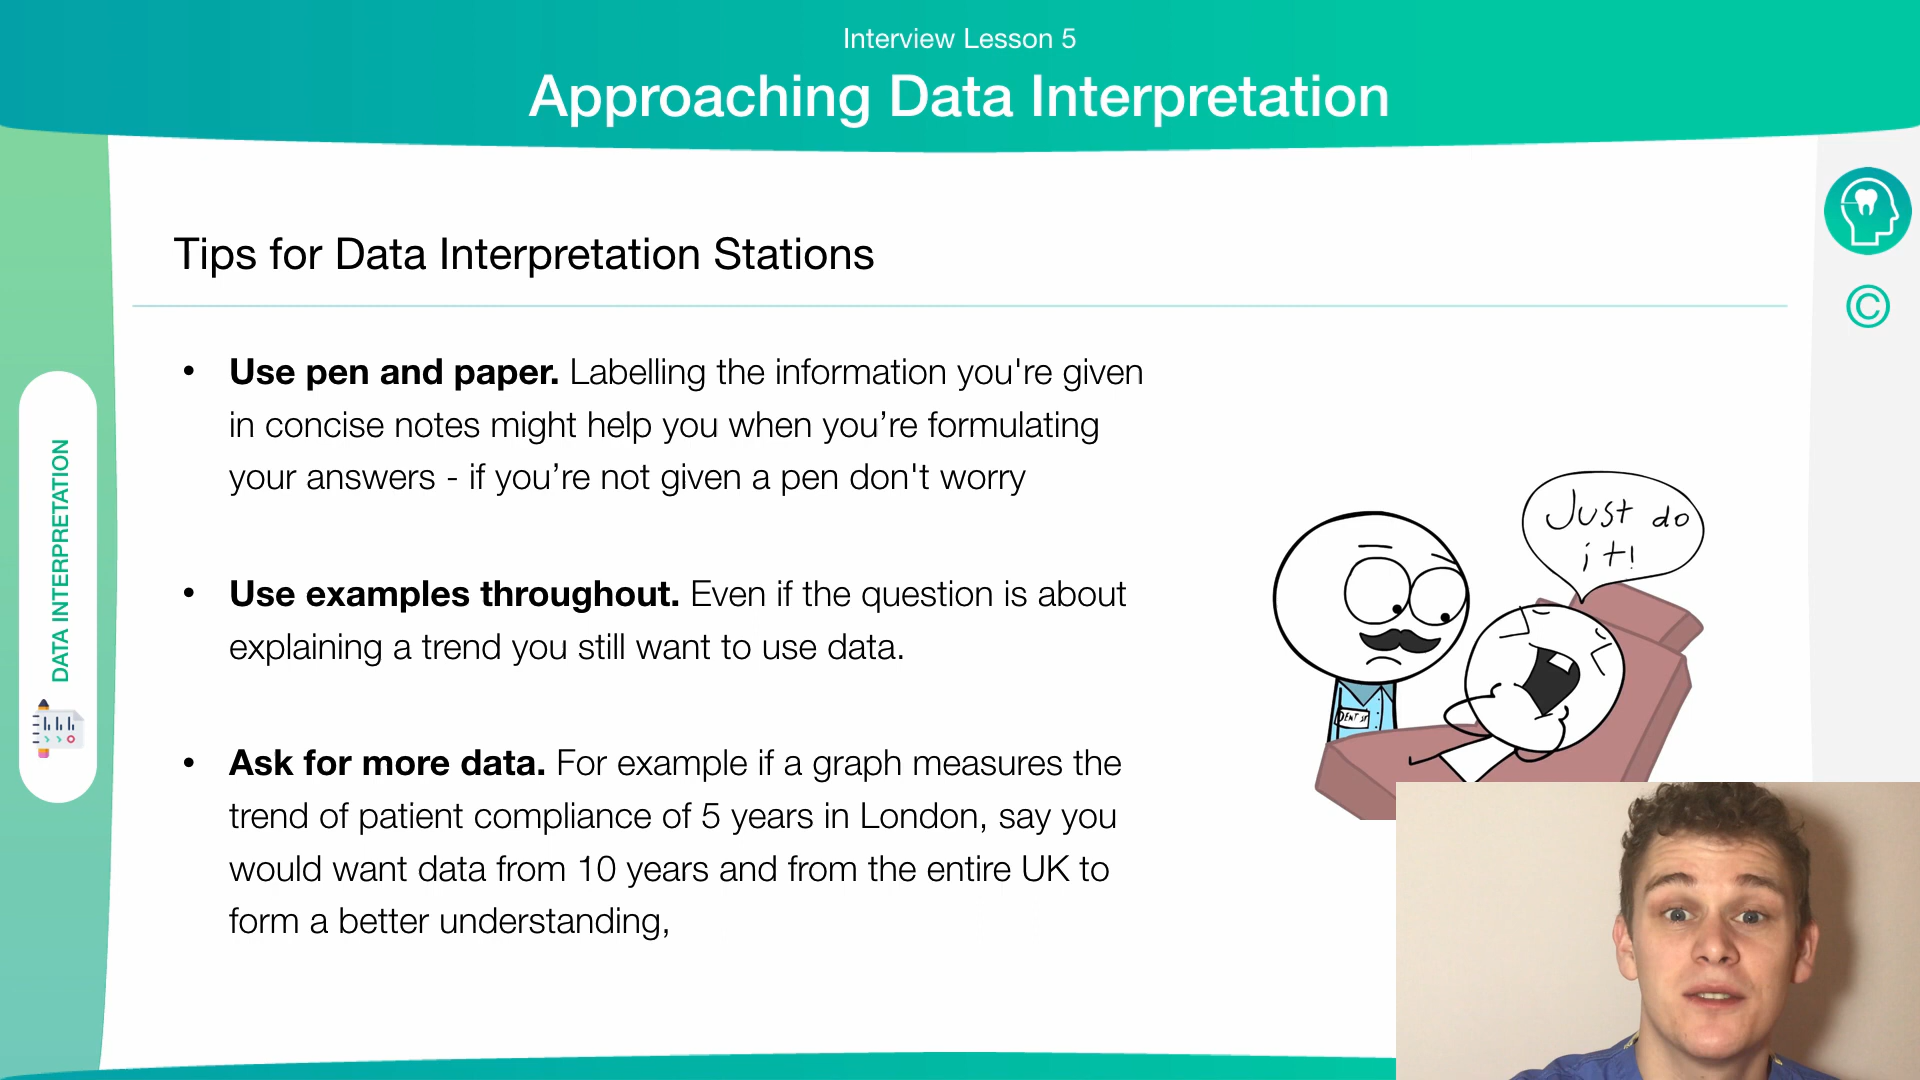 Interview Lesson 5
Approaching Data Interpretation
©
Tips for Data Interpretation Stations
• Use pen and paper. Labelling the information you're given
in concise notes might help you when you’re formulating
your answers - if you’re not given a pen don't worry
• Use examples throughout. Even if the question is about
explaining a trend you still want to use data.
• Ask for more data. For example if a graph measures the
trend of patient compliance of 5 years in London, say you
would want data from 10 years and from the entire UK to
form a better understanding,
DATA INTERPRETATION
Just do
it!
DENTIST